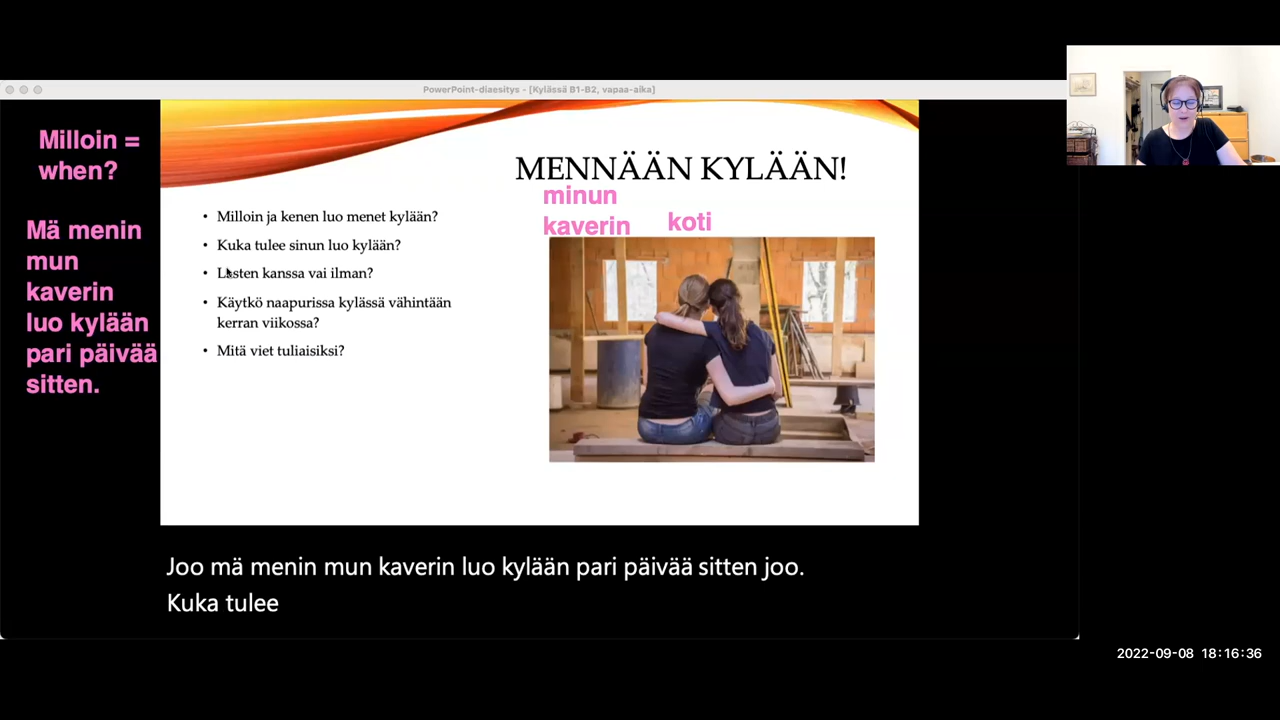 PowerPoint-diaesitys - [Kylässä B1-B2, vapaa-aika]
Milloin =
when?
Mä menin
mun
kaverin
luo kylään
pari päivää
sitten.
MENNÄÄN KYLÄÄN!
minun
kaverin
koti
• Milloin ja kenen luo menet kylään?
• Kuka tulee sinun luo kylään?
• Lasten kanssa vai ilman?
• Käytkö naapurissa kylässä vähintään
kerran viikossa?
• Mitä viet tuliaisiksi?
Joo mä menin mun kaverin luo kylään pari päivää sitten joo.
Kuka tulee
2022-09-08 18:16:36